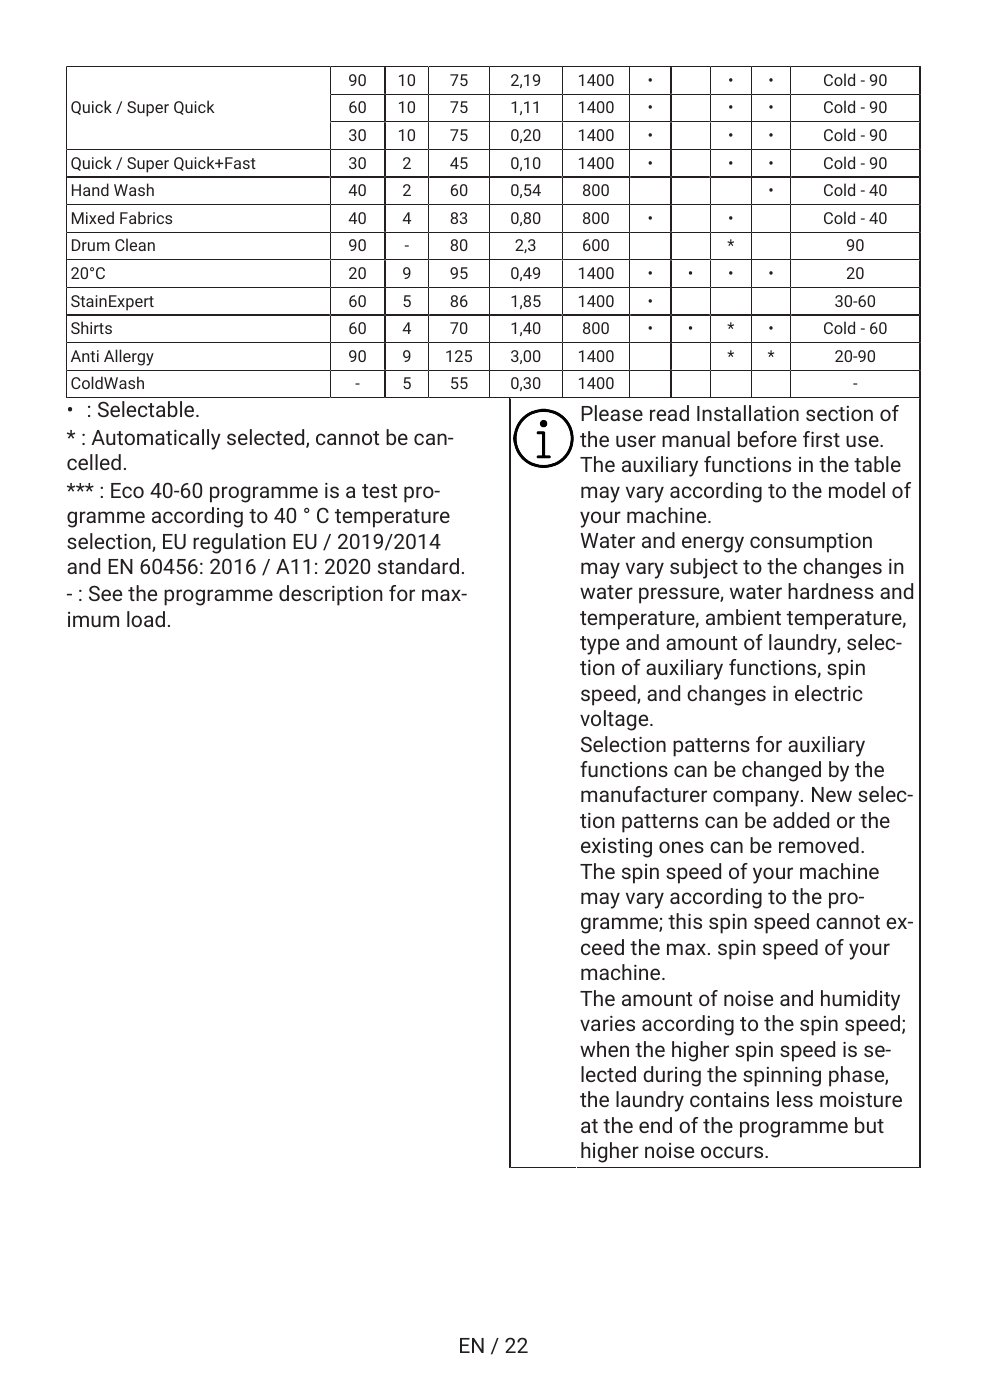 90 10 75 2,19 1400 • • • Cold - 90
Quick / Super Quick 60 10 75 1,11 1400 • • • Cold - 90
30 10 75 0,20 1400 • • • Cold - 90
Quick / Super Quick+Fast 30 2 45 0,10 1400 • • • Cold - 90
Hand Wash 40 2 60 0,54 800 • Cold - 40
Mixed Fabrics 40 4 83 0,80 800 • • Cold - 40
Drum Clean 90 - 80 2,3 600 * 90
20°C 20 9 95 0,49 1400 • • • • 20
StainExpert 60 5 86 1,85 1400 • 30-60
Shirts 60 4 70 1,40 800 • • * • Cold - 60
Anti Allergy 90 9 125 3,00 1400 * * 20-90
ColdWash - 5 55 0,30 1400 -
• : Selectable.
* : Automatically selected, cannot be can-
celled.
*** : Eco 40-60 programme is a test pro-
gramme according to 40 ° C temperature
selection, EU regulation EU / 2019/2014
and EN 60456: 2016 / A11: 2020 standard.
- : See the programme description for max-
imum load.
Please read Installation section of
the user manual before first use.
The auxiliary functions in the table
may vary according to the model of
your machine.
Water and energy consumption
may vary subject to the changes in
water pressure, water hardness and
temperature, ambient temperature,
type and amount of laundry, selec-
tion of auxiliary functions, spin
speed, and changes in electric
voltage.
Selection patterns for auxiliary
functions can be changed by the
manufacturer company. New selec-
tion patterns can be added or the
existing ones can be removed.
The spin speed of your machine
may vary according to the pro-
gramme; this spin speed cannot ex-
ceed the max. spin speed of your
machine.
The amount of noise and humidity
varies according to the spin speed;
when the higher spin speed is se-
lected during the spinning phase,
the laundry contains less moisture
at the end of the programme but
higher noise occurs.
EN / 22